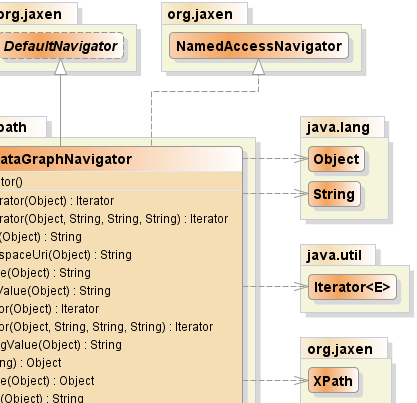 org.jaxen
DefaultNavigator
org.jaxen
NamedAccessNavigator
path
ataGraphNavigator
tor()
rator(Object) : Iterator
rator(Object, String, String, String) : Iterator
(Object) : String
spaceUri(Object) : String
e(Object) : String
Value(Object) : String
or(Object) : Iterator
or(Object, String, String, String) : Iterator
gValue(Object) : String
ng) : Object
e(Object) : Object
(Object) : String
java.lang
Object
String
java.util
Iterator<E>
org.jaxen
XPath